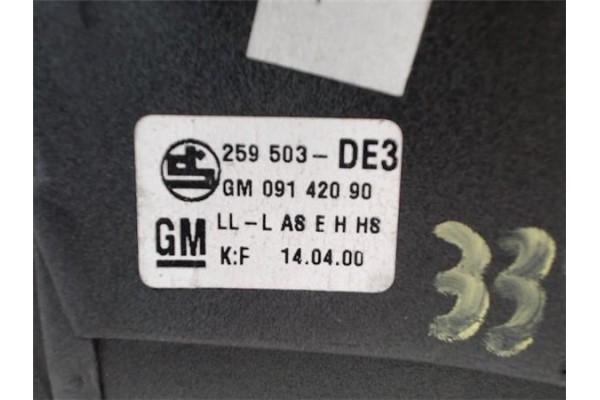 259 503- DE3
GM 091 420 90
GM
LL-L AS E H HS
K:F 14.04.00
33